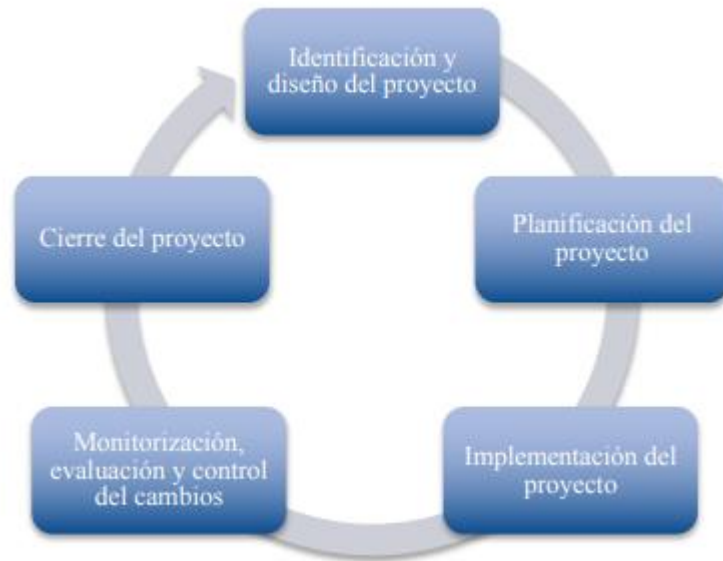 Identificación y
diseño del proyecto
Planificación del
proyecto
Implementación del
proyecto
Monitorización,
evaluación y control
del cambios
Cierre del proyecto